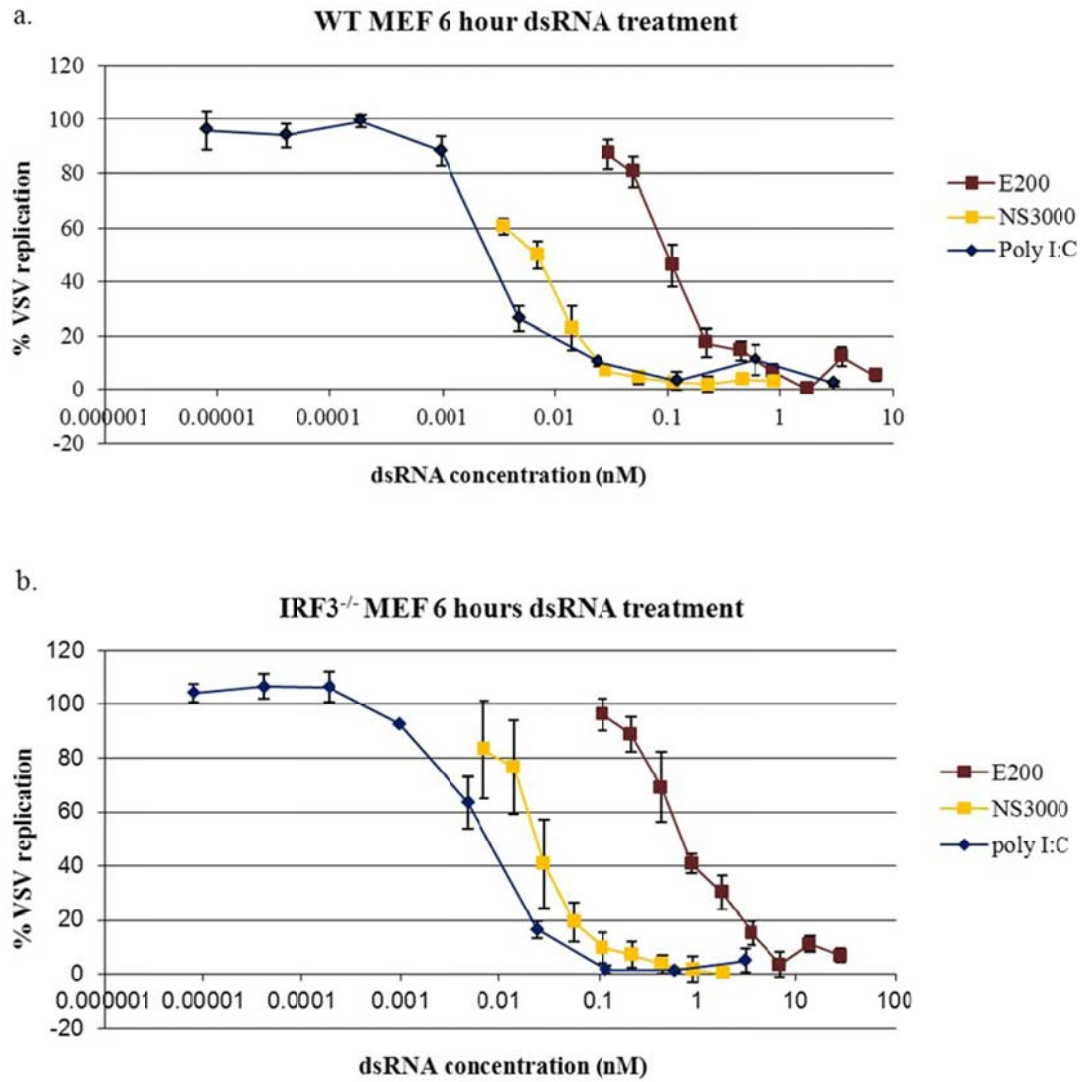 a.
WT MEF 6 hour dsRNA treatment
120
100
80
60
40
20
0
-20
% VSV replication
0.000001 0.00001 0.0001 0.001 0.01 0.1 1 10
dsRNA concentration (nM)
E200
NS3000
Poly I:C
b.
IRF3-/- MEF 6 hours dsRNA treatment
120
100
80
60
40
20
0
-20
% VSV replication
0.000001 0.00001 0.0001 0.001 0.01 0.1 1 10 100
dsRNA concentration (nM)
E200
NS3000
poly I:C